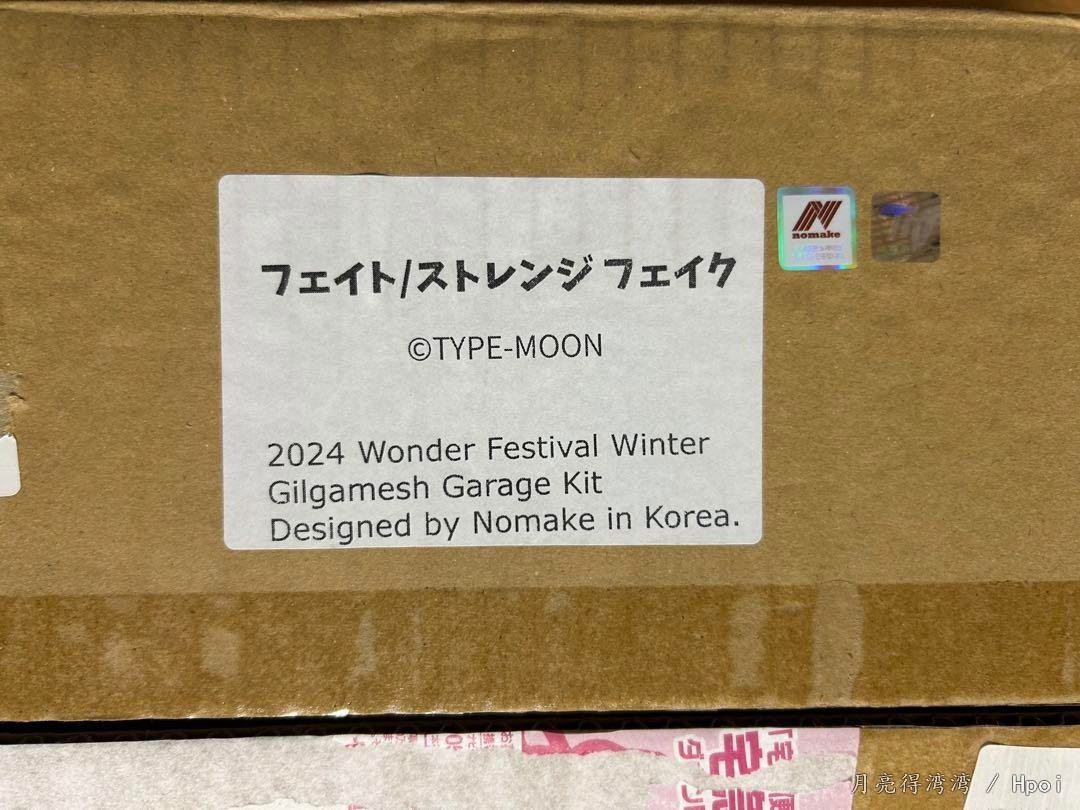 フェイト/ストレンジ フェイク
©TYPE-MOON
2024 Wonder Festival Winter
Gilgamesh Garage Kit
Designed by Nomake in Korea.
nomake
月亮得湾湾 / Hpoi